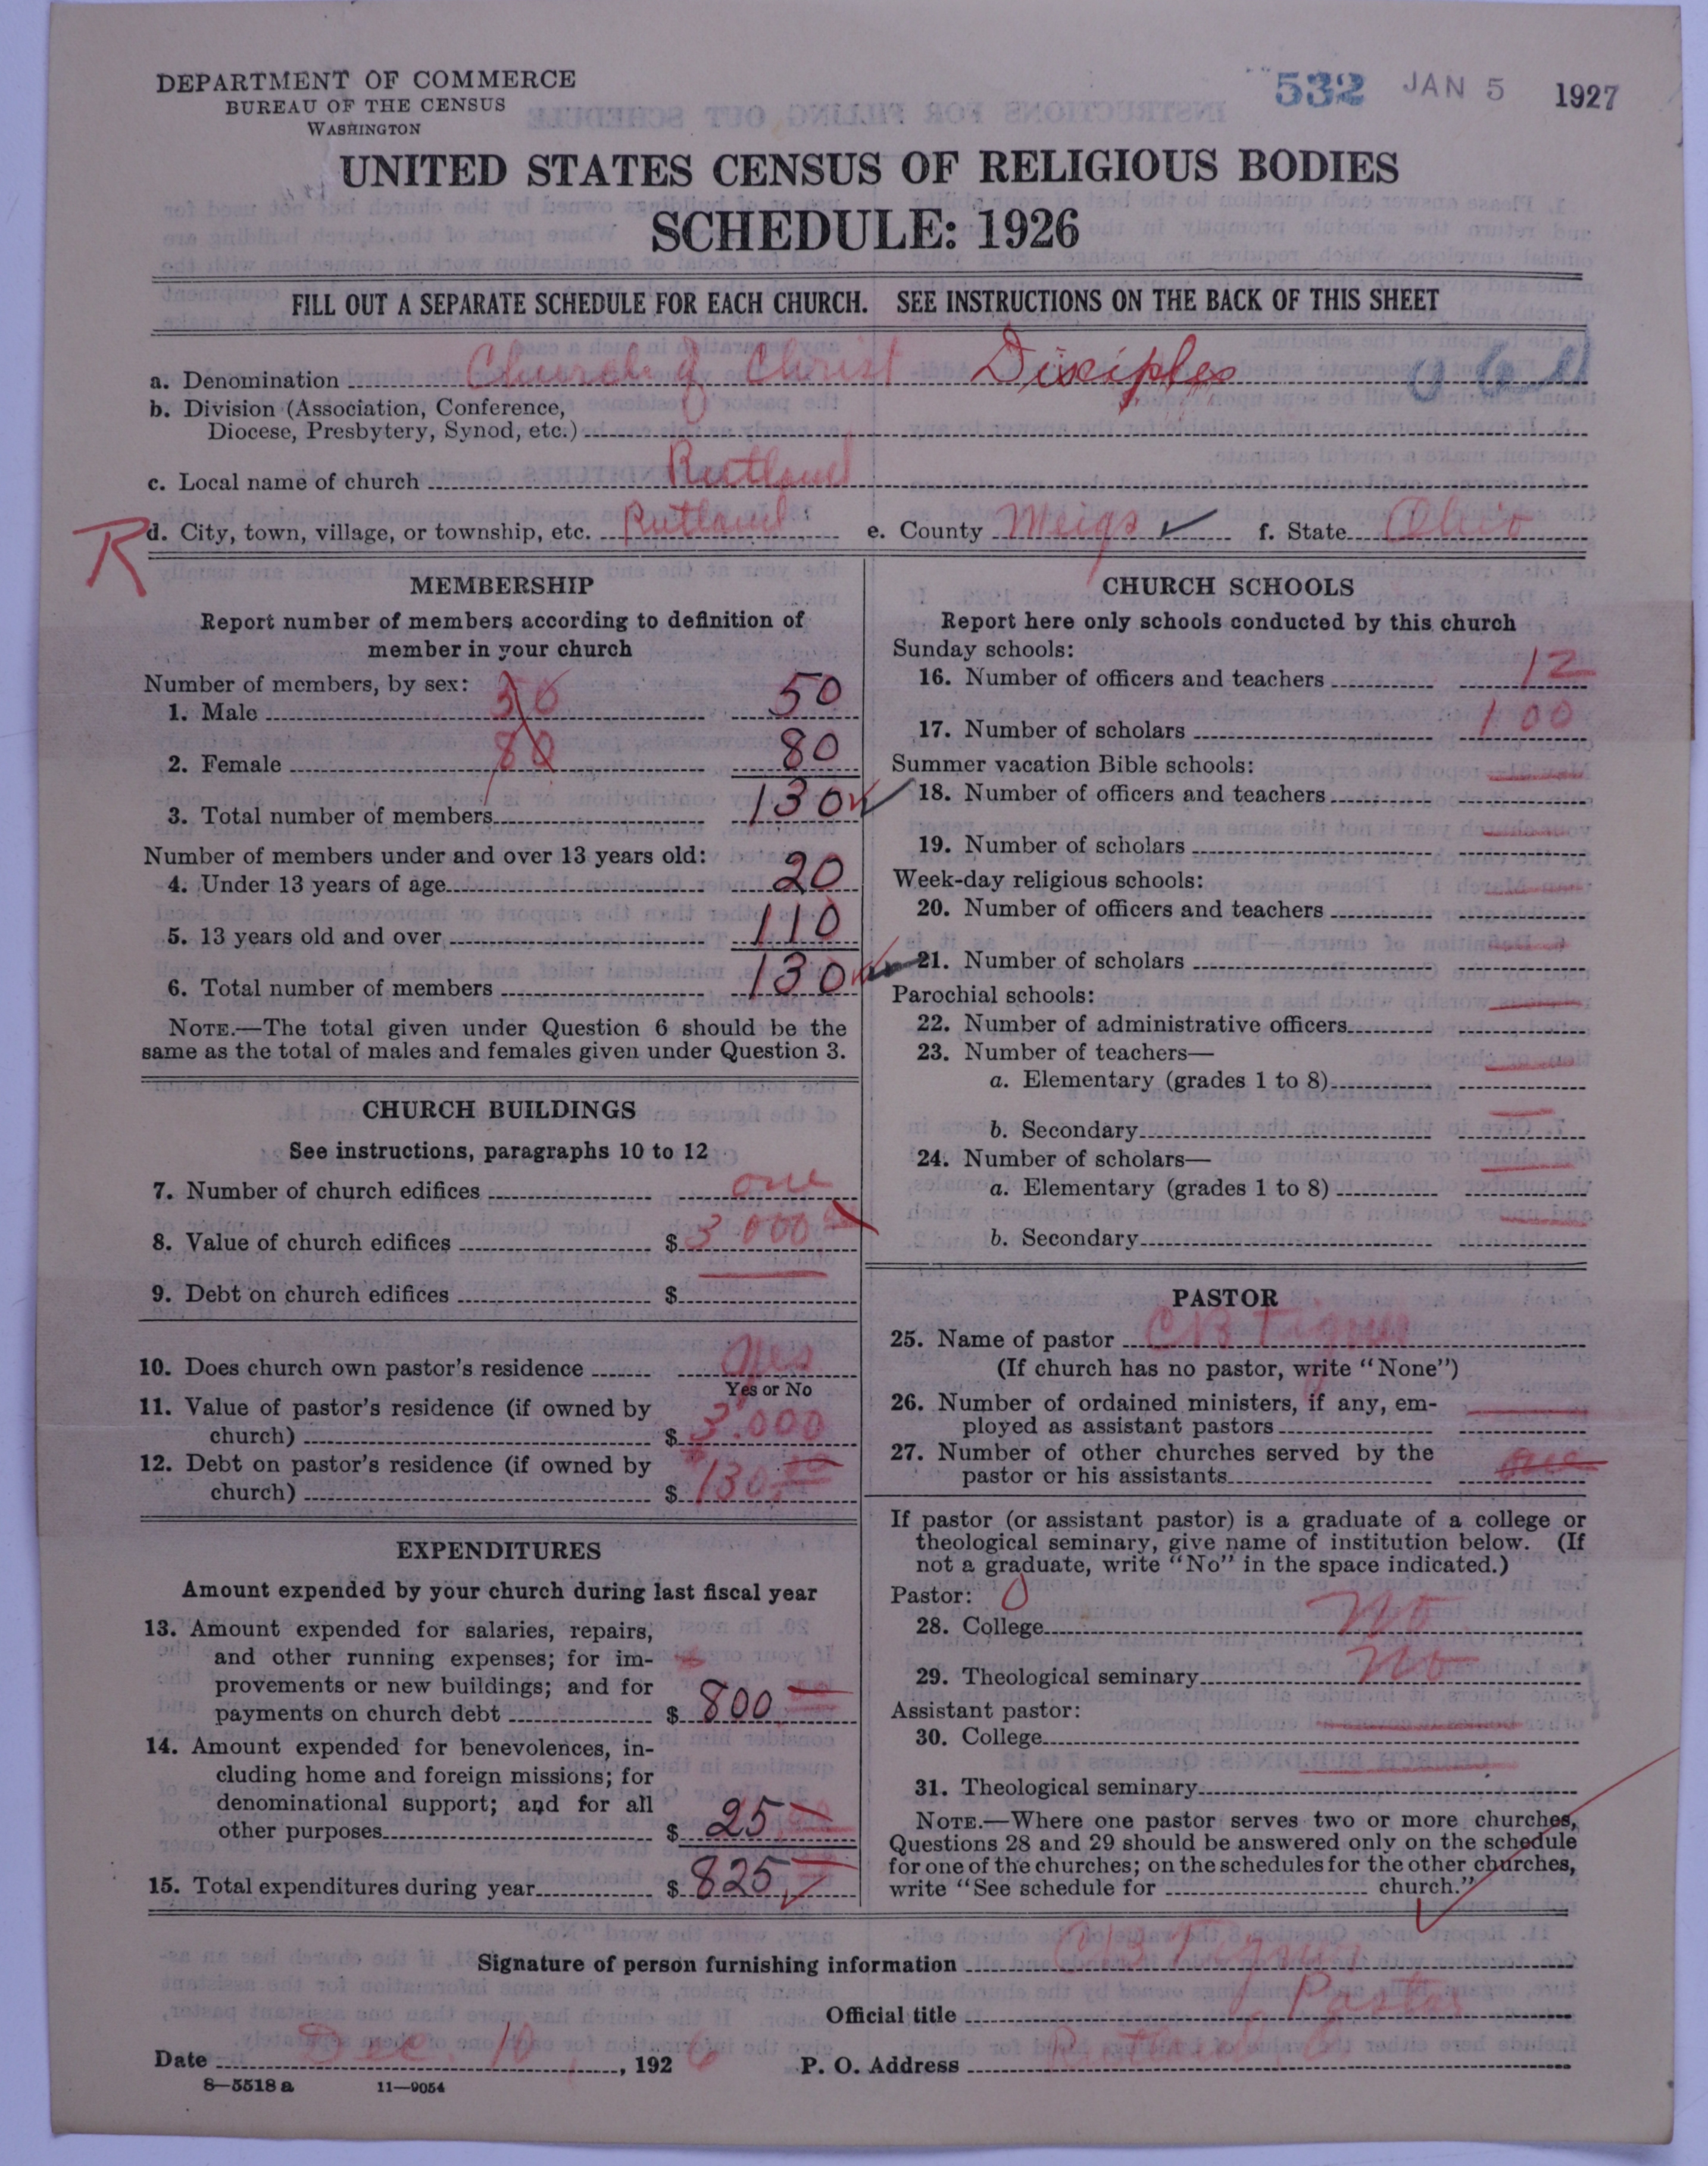 DEPARTMENT OF COMMERCE
BUREAU OF THE CENSUS
WASHINGTON
532 JAN 5 1927
UNITED STATES CENSUS OF RELIGIOUS BODIES
SCHEDULE: 1926
FILL OUT A SEPARATE SCHEDULE FOR EACH CHURCH. SEE INSTRUCTIONS ON THE BACK OF THIS SHEET
a. Denomination Church of Christ Disciples
b. Division (Association, Conference,
Diocese, Presbytery, Synod, etc.)
c. Local name of church Rutland
R d. City, town, village, or township, etc. Rutland e. County Meigs ✓ f. State Ohio
MEMBERSHIP
Report number of members according to definition of
member in your church
Number of members, by sex:
1. Male 50 50
2. Female 80 80
3. Total number of members 130
Number of members under and over 13 years old:
4. Under 13 years of age 20
5. 13 years old and over 110
6. Total number of members 130
NOTE.—The total given under Question 6 should be the
same as the total of males and females given under Question 3.
CHURCH BUILDINGS
See instructions, paragraphs 10 to 12
7. Number of church edifices one
8. Value of church edifices $ 3 000
9. Debt on church edifices $
10. Does church own pastor's residence yes
Yes or No
11. Value of pastor's residence (if owned by
church) $ 3.000
12. Debt on pastor's residence (if owned by
church) $ 130.
EXPENDITURES
Amount expended by your church during last fiscal year
13. Amount expended for salaries, repairs,
and other running expenses; for im-
provements or new buildings; and for
payments on church debt $ 800
14. Amount expended for benevolences, in-
cluding home and foreign missions; for
denominational support; and for all
other purposes $ 25
15. Total expenditures during year $ 825
CHURCH SCHOOLS
Report here only schools conducted by this church
Sunday schools:
16. Number of officers and teachers 12
17. Number of scholars 100
Summer vacation Bible schools:
18. Number of officers and teachers
19. Number of scholars
Week-day religious schools:
20. Number of officers and teachers
21. Number of scholars
Parochial schools:
22. Number of administrative officers
23. Number of teachers—
a. Elementary (grades 1 to 8)
b. Secondary
24. Number of scholars—
a. Elementary (grades 1 to 8)
b. Secondary
PASTOR
25. Name of pastor CB
(If church has no pastor, write "None")
26. Number of ordained ministers, if any, em-
ployed as assistant pastors
27. Number of other churches served by the
pastor or his assistants one
If pastor (or assistant pastor) is a graduate of a college or
theological seminary, give name of institution below. (If
not a graduate, write "No" in the space indicated.)
Pastor:
28. College No
29. Theological seminary No
Assistant pastor:
30. College
31. Theological seminary
NOTE.—Where one pastor serves two or more churches,
Questions 28 and 29 should be answered only on the schedule
for one of the churches; on the schedules for the other churches,
write "See schedule for church."
Signature of person furnishing information CB
Official title Pastor
Date Dec. 10, 1926 P. O. Address Rutland, O
8—5518 a 11—9054